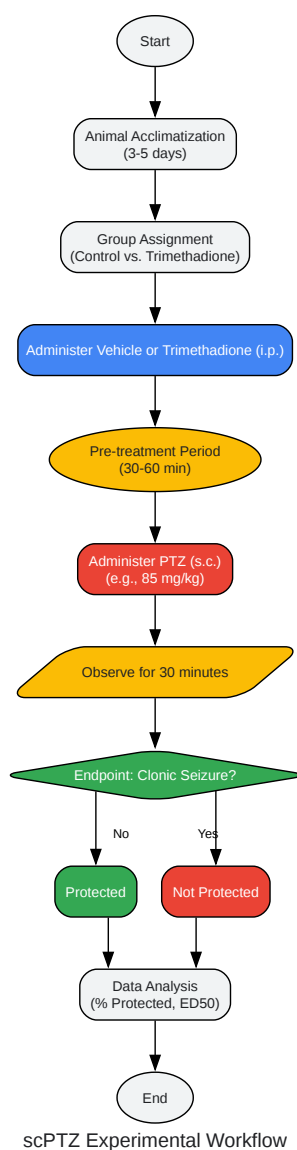 Start
Animal Acclimatization
(3-5 days)
Group Assignment
(Control vs. Trimethadione)
Administer Vehicle or Trimethadione (i.p.)
Pre-treatment Period
(30-60 min)
Administer PTZ (s.c.)
(e.g., 85 mg/kg)
Observe for 30 minutes
Endpoint: Clonic Seizure?
No
Yes
Protected
Not Protected
Data Analysis
(% Protected, ED50)
End
scPTZ Experimental Workflow